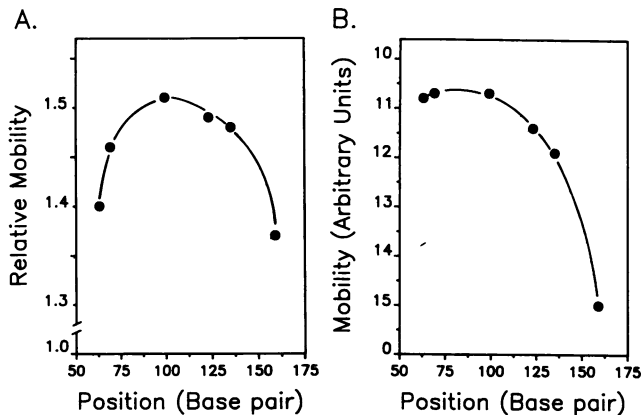 A.
Relative Mobility
1.5
1.4
1.3
1.0
50 75 100 125 150 175
Position (Base pair)
B.
Mobility (Arbitrary Units)
10
10
11
12
13
14
15
0
50 75 100 125 150 175
Position (Base pair)